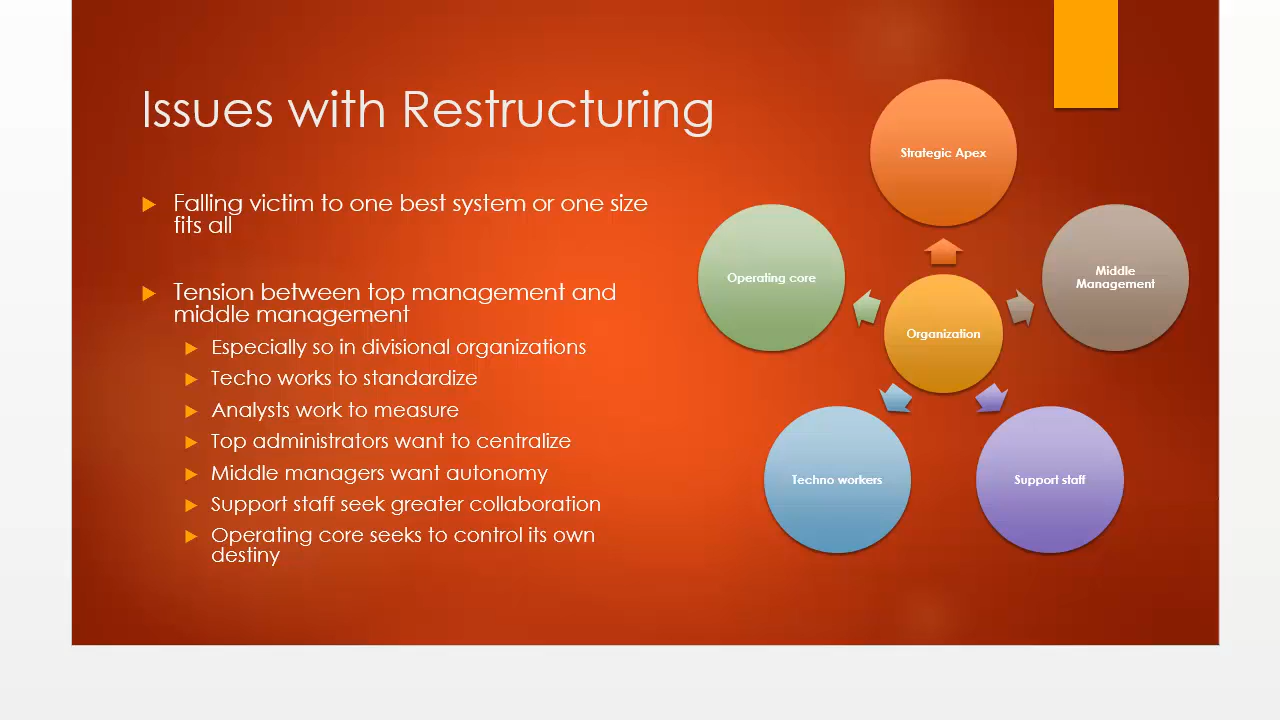 Issues with Restructuring
Falling victim to one best system or one size
fits all
Tension between top management and
middle management
Especially so in divisional organizations
Techo works to standardize
Analysts work to measure
Top administrators want to centralize
Middle managers want autonomy
Support staff seek greater collaboration
Operating core seeks to control its own
destiny
Strategic Apex
Operating core
Middle
Management
Organization
Techno workers
Support staff